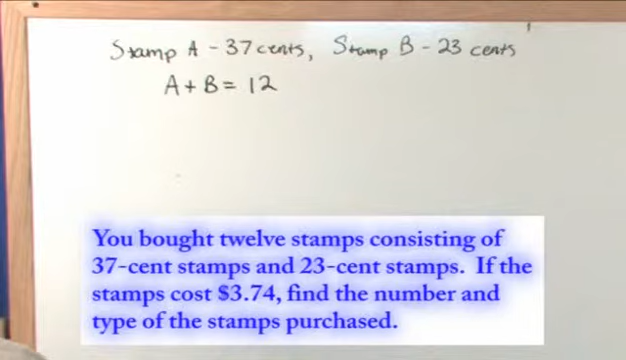 Stamp A - 37 cents, Stamp B - 23 cents
A + B = 12
You bought twelve stamps consisting of
37-cent stamps and 23-cent stamps. If the
stamps cost $3.74, find the number and
type of the stamps purchased.